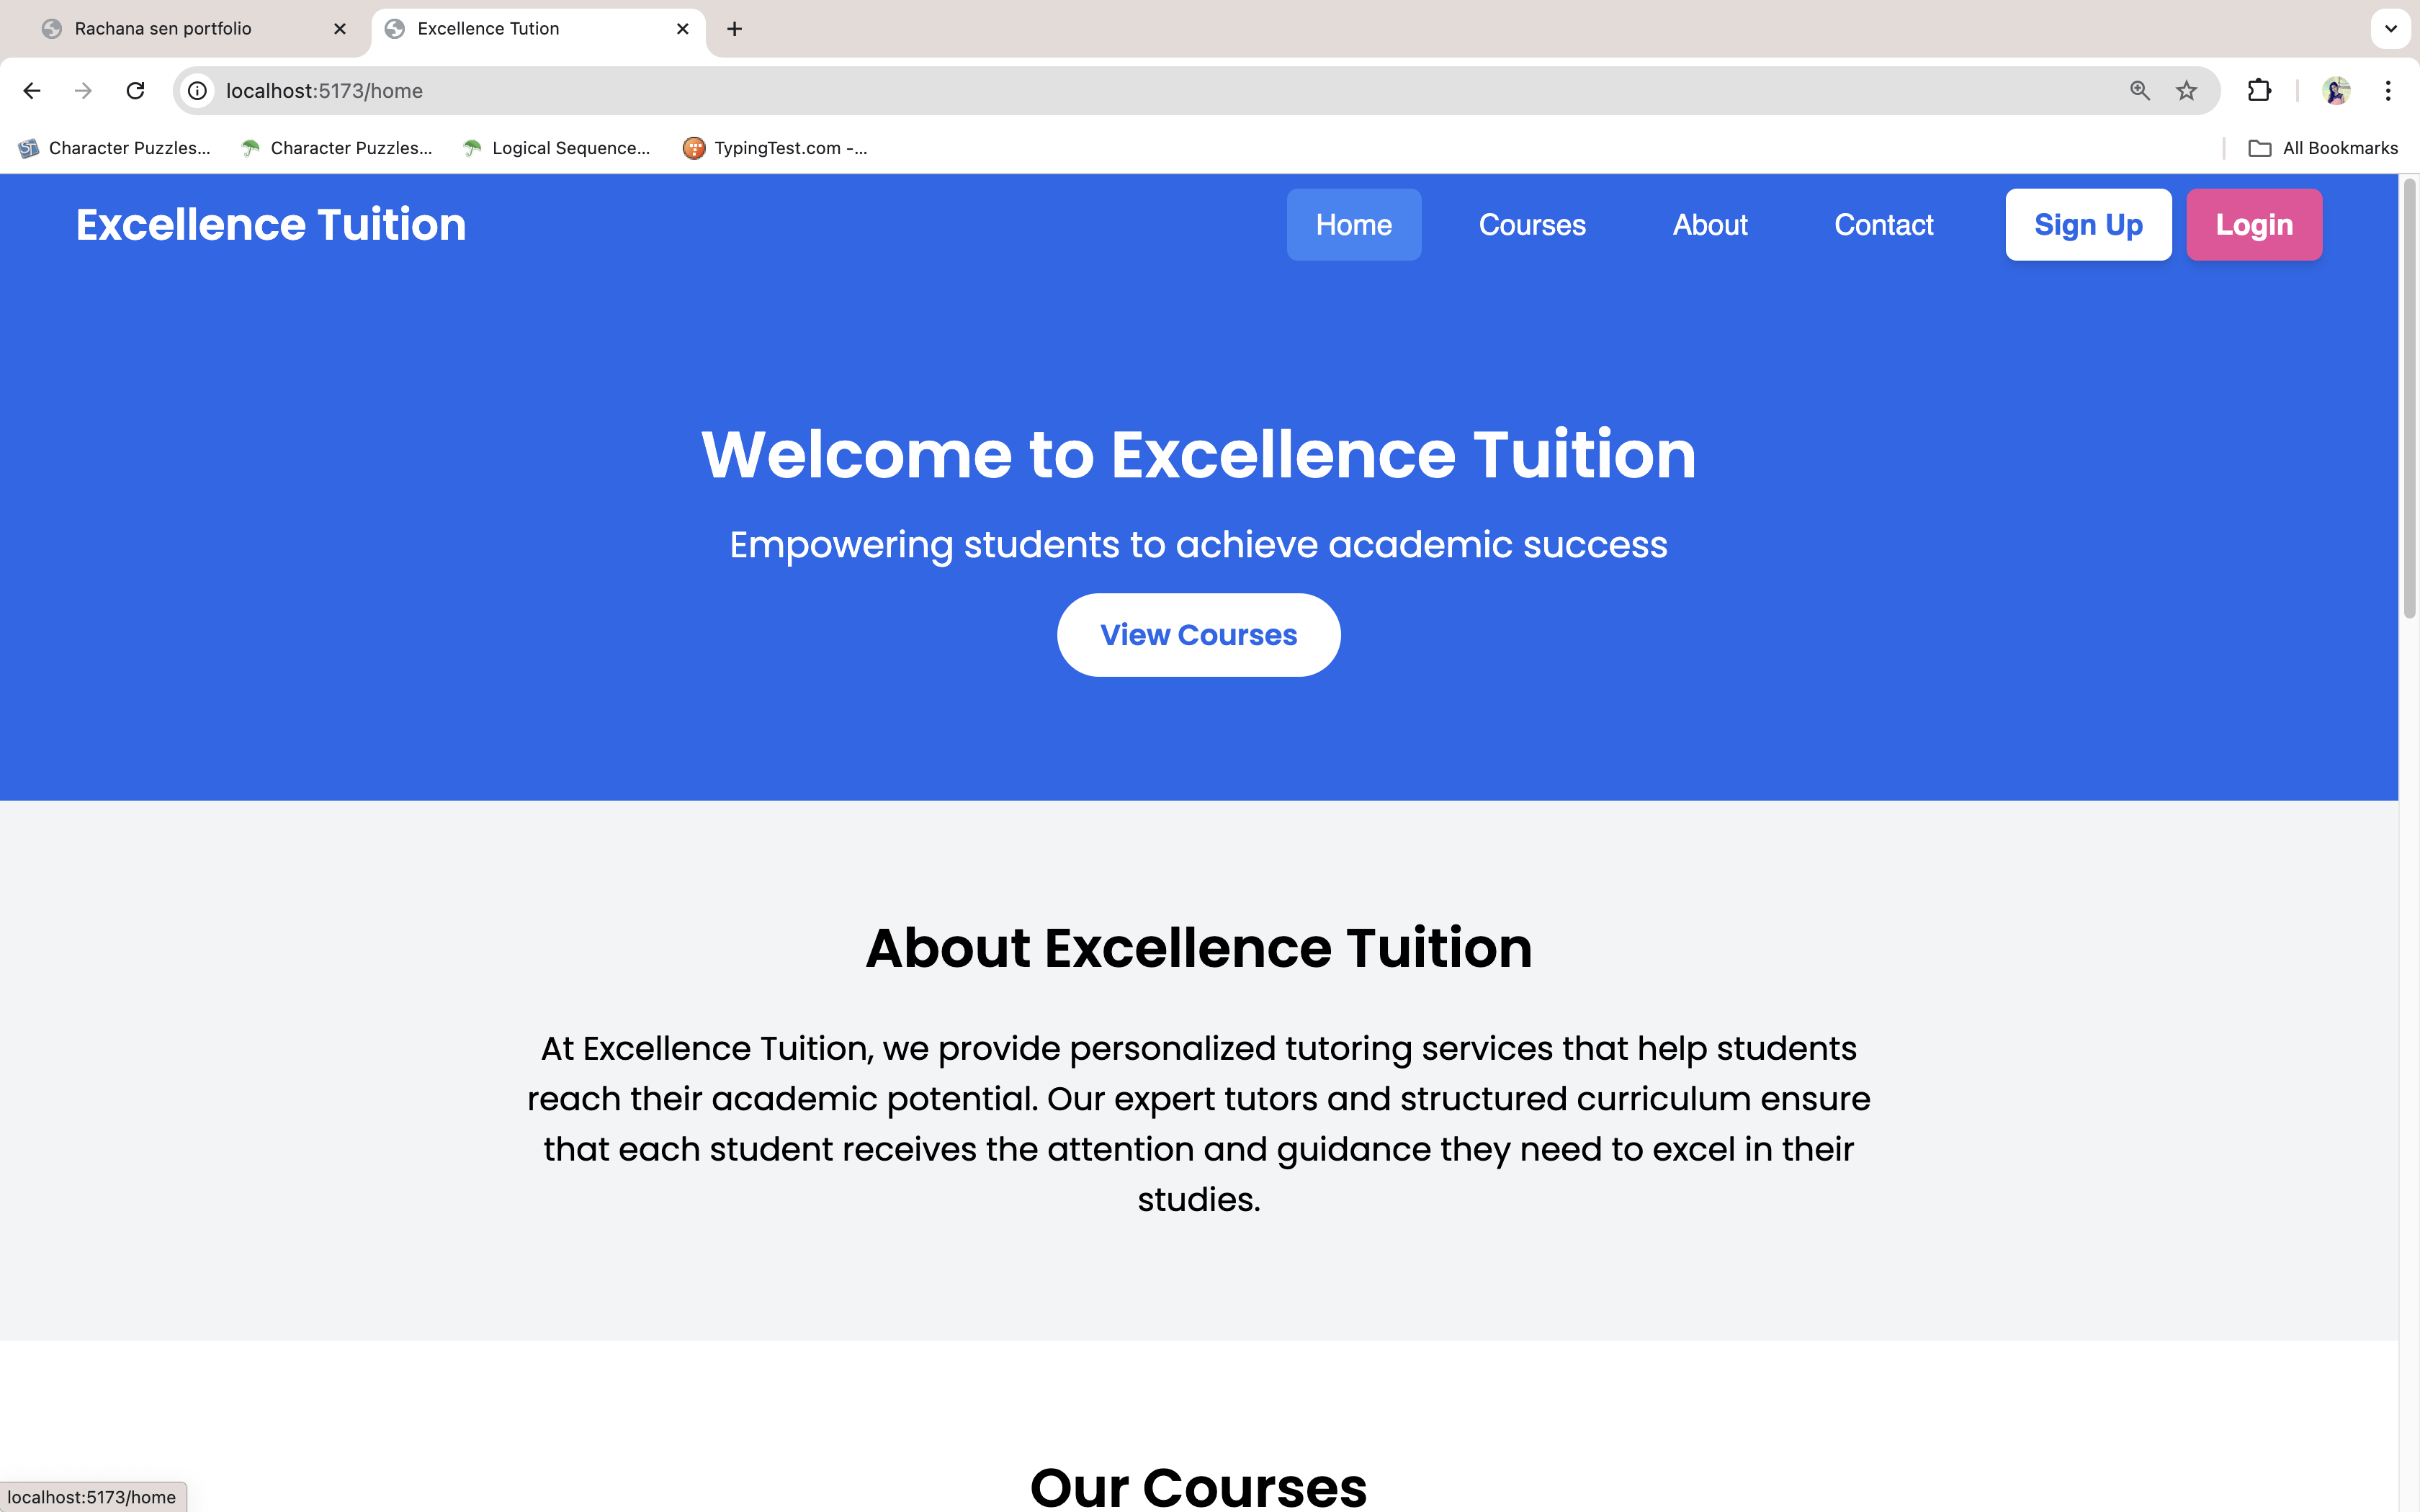 Rachana sen portfolio
Excellence Tution
localhost:5173/home
Character Puzzles...
Character Puzzles...
Logical Sequence...
TypingTest.com -...
All Bookmarks
Excellence Tuition
Home
Courses
About
Contact
Sign Up
Login
Welcome to Excellence Tuition
Empowering students to achieve academic success
View Courses
About Excellence Tuition
At Excellence Tuition, we provide personalized tutoring services that help students
reach their academic potential. Our expert tutors and structured curriculum ensure
that each student receives the attention and guidance they need to excel in their
studies.
Our Courses
localhost:5173/home